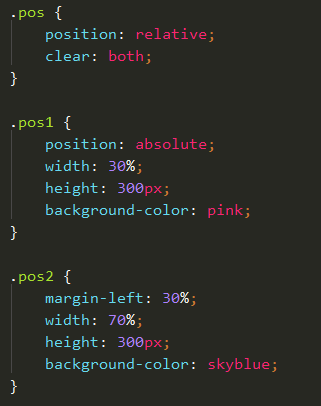 .pos {
    position: relative;
    clear: both;
}

.pos1 {
    position: absolute;
    width: 30%;
    height: 300px;
    background-color: pink;
}

.pos2 {
    margin-left: 30%;
    width: 70%;
    height: 300px;
    background-color: skyblue;
}